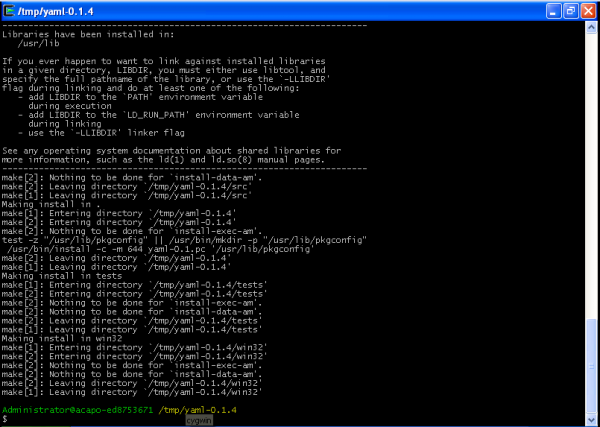 /tmp/yaml-0.1.4
----------------------------------------------------------------------
Libraries have been installed in:
   /usr/lib

If you ever happen to want to link against installed libraries
in a given directory, LIBDIR, you must either use libtool, and
specify the full pathname of the library, or use the `-LLIBDIR'
flag during linking and do at least one of the following:
   - add LIBDIR to the `PATH' environment variable
     during execution
   - add LIBDIR to the `LD_RUN_PATH' environment variable
     during linking
   - use the `-LLIBDIR' linker flag

See any operating system documentation about shared libraries for
more information, such as the ld(1) and ld.so(8) manual pages.
----------------------------------------------------------------------
make[2]: Nothing to be done for `install-data-am'.
make[2]: Leaving directory `/tmp/yaml-0.1.4/src'
make[1]: Leaving directory `/tmp/yaml-0.1.4/src'
Making install in .
make[1]: Entering directory `/tmp/yaml-0.1.4'
make[2]: Entering directory `/tmp/yaml-0.1.4'
make[2]: Nothing to be done for `install-exec-am'.
test -z "/usr/lib/pkgconfig" || /usr/bin/mkdir -p "/usr/lib/pkgconfig"
 /usr/bin/install -c -m 644 yaml-0.1.pc '/usr/lib/pkgconfig'
make[2]: Leaving directory `/tmp/yaml-0.1.4'
make[1]: Leaving directory `/tmp/yaml-0.1.4'
Making install in tests
make[1]: Entering directory `/tmp/yaml-0.1.4/tests'
make[2]: Entering directory `/tmp/yaml-0.1.4/tests'
make[2]: Nothing to be done for `install-exec-am'.
make[2]: Nothing to be done for `install-data-am'.
make[2]: Leaving directory `/tmp/yaml-0.1.4/tests'
make[1]: Leaving directory `/tmp/yaml-0.1.4/tests'
Making install in win32
make[1]: Entering directory `/tmp/yaml-0.1.4/win32'
make[2]: Entering directory `/tmp/yaml-0.1.4/win32'
make[2]: Nothing to be done for `install-exec-am'.
make[2]: Nothing to be done for `install-data-am'.
make[2]: Leaving directory `/tmp/yaml-0.1.4/win32'
make[1]: Leaving directory `/tmp/yaml-0.1.4/win32'

Administrator@acapo-ed8753671 /tmp/yaml-0.1.4
$
cygwin